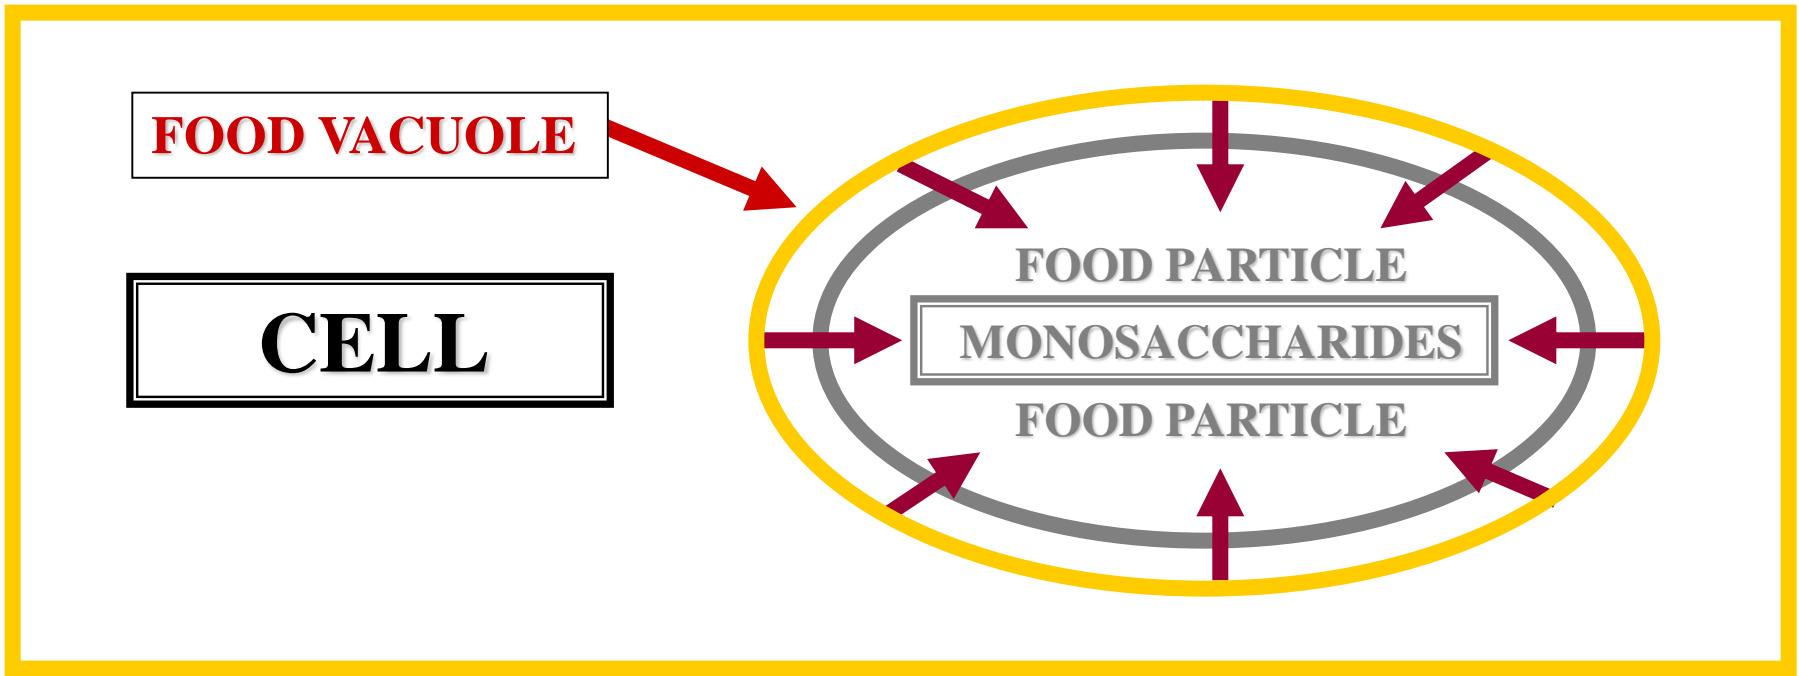 FOOD VACUOLE
CELL
FOOD PARTICLE
MONOSACCHARIDES
FOOD PARTICLE